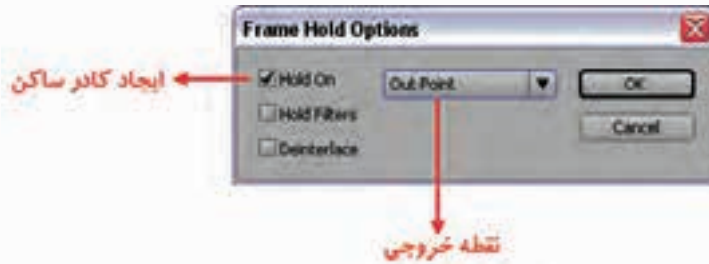 Frame Hold Options
ایجاد کادر ساکن
Hold On
Out Point
OK
Hold Filters
Cancel
Deinterlace
نقطه خروجی